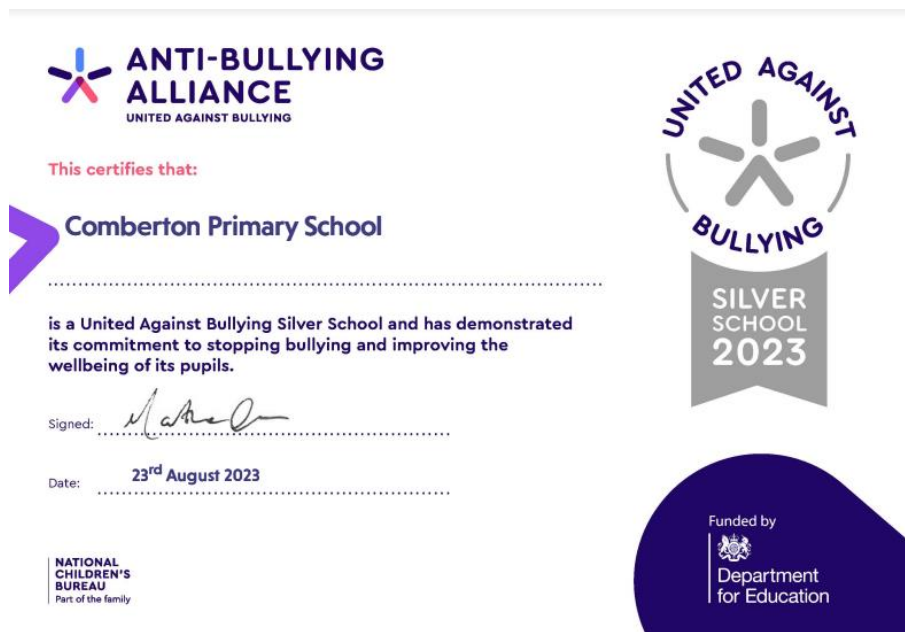 ANTI-BULLYING
ALLIANCE
UNITED AGAINST BULLYING
This certifies that:
Comberton Primary School
is a United Against Bullying Silver School and has demonstrated
its commitment to stopping bullying and improving the
wellbeing of its pupils.
Signed:
Date: 23rd August 2023
NATIONAL
CHILDREN'S
BUREAU
Part of the family
UNITED AGAINST
BULLYING
SILVER
SCHOOL
2023
Funded by
Department
for Education